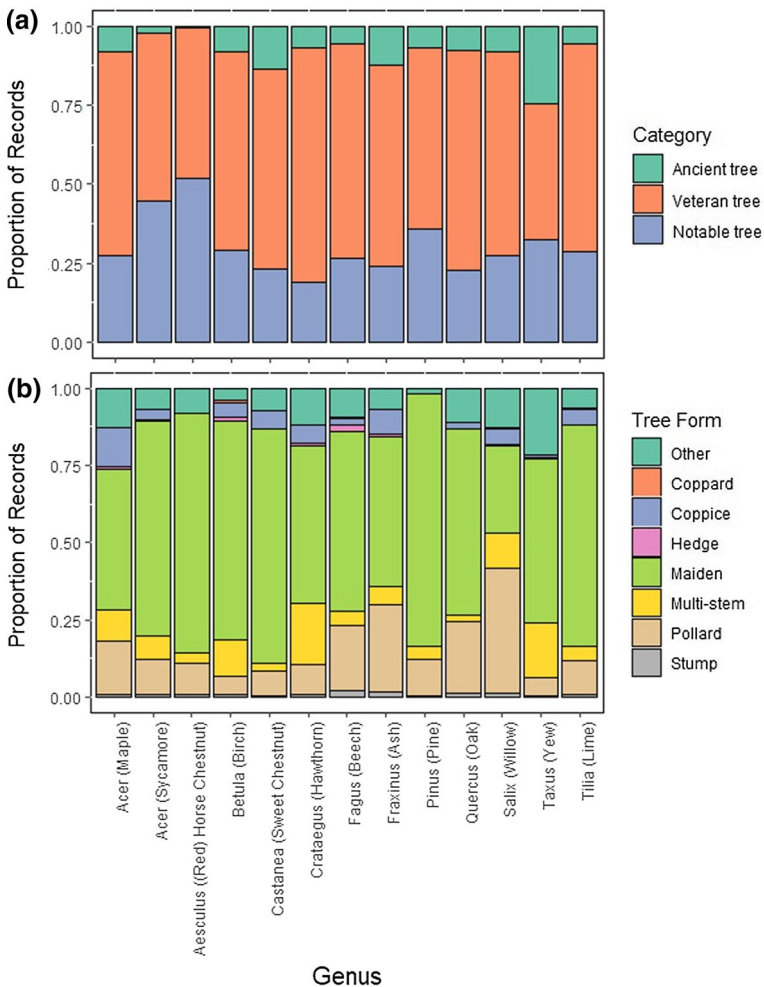 (a)
1.00
0.75
0.50
0.25
0.00
Proportion of Records
Category
Ancient tree
Veteran tree
Notable tree
(b)
1.00
0.75
0.50
0.25
0.00
Proportion of Records
Tree Form
Other
Coppard
Coppice
Hedge
Maiden
Multi-stem
Pollard
Stump
Acer (Maple)
Acer (Sycamore)
Aesculus ((Red) Horse Chestnut)
Betula (Birch)
Castanea (Sweet Chestnut)
Crataegus (Hawthorn)
Fagus (Beech)
Fraxinus (Ash)
Pinus (Pine)
Quercus (Oak)
Salix (Willow)
Taxus (Yew)
Tilia (Lime)
Genus